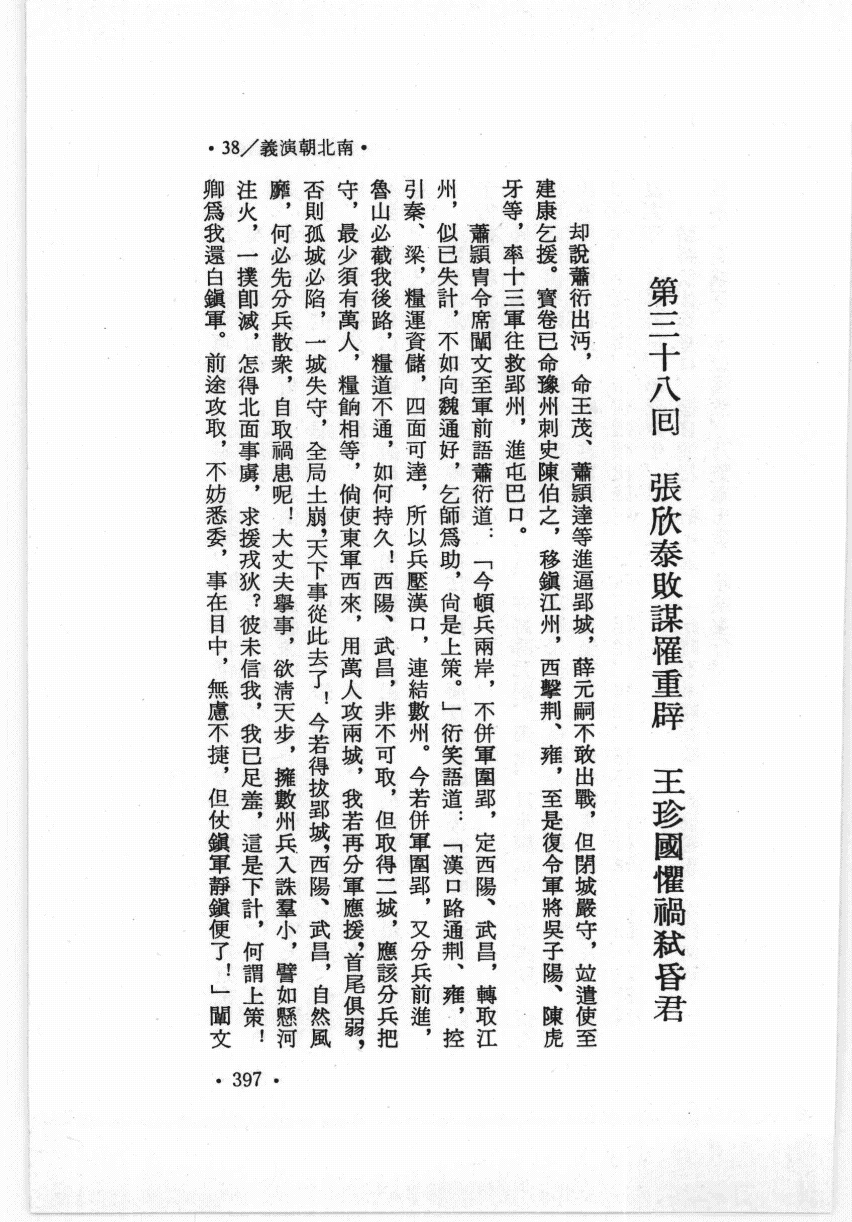 ·38/義演朝北南·
第三十八回　張欣泰敗謀罹重辟　王珍國懼禍弒昏君
却說蕭衍出沔，命王茂、蕭頴達等進逼郢城，薛元嗣不敢出戰，但閉城嚴守，竝遣使至
建康乞援。寶卷已命豫州刺史陳伯之，移鎭江州，西擊荆、雍，至是復令軍將吳子陽、陳虎
牙等，率十三軍往救郢州，進屯巴口。
蕭頴胄令席闡文至軍前語蕭衍道：「今頓兵兩岸，不併軍圍郢，定西陽、武昌，轉取江
州，似已失計，不如向魏通好，乞師爲助，尙是上策。」衍笑語道：「漢口路通荆、雍，控
引秦、梁，糧運資儲，四面可達，所以兵壓漢口，連結數州。今若併軍圍郢，又分兵前進，
魯山必截我後路，糧道不通，如何持久！西陽、武昌，非不可取，但取得二城，應該分兵把
守，最少須有萬人，糧餉相等，倘使東軍西來，用萬人攻兩城，我若再分軍應援，首尾俱弱，
否則孤城必陷，一城失守，全局土崩，天下事從此去了！今若得拔郢城，西陽、武昌，自然風
靡，何必先分兵散衆，自取禍患呢！大丈夫擧事，欲淸天步，擁數州兵入誅羣小，譬如懸河
注火，一撲卽滅，怎得北面事虜，求援戎狄？彼未信我，我已足羞，這是下計，何謂上策！
卿爲我還白鎭軍。前途攻取，不妨悉委，事在目中，無慮不捷，但仗鎭軍靜鎭便了！」闡文
·397·